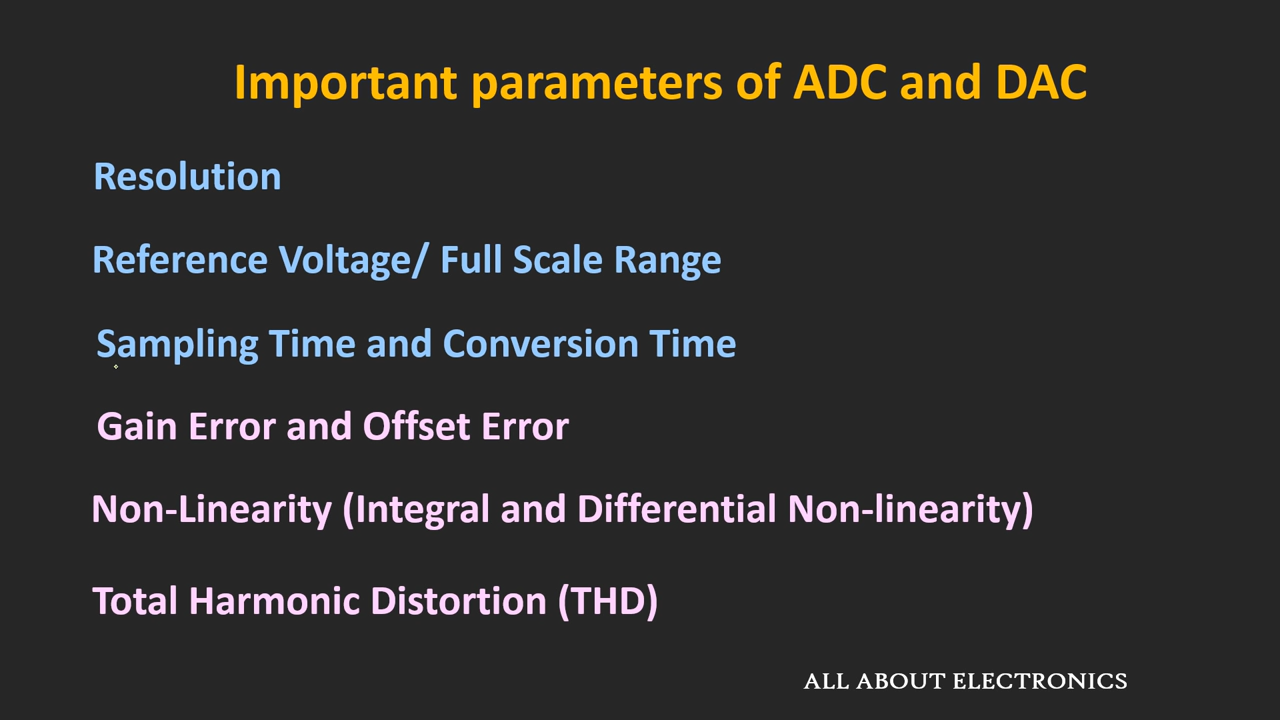 Important parameters of ADC and DAC
Resolution
Reference Voltage/ Full Scale Range
Sampling Time and Conversion Time
Gain Error and Offset Error
Non-Linearity (Integral and Differential Non-linearity)
Total Harmonic Distortion (THD)
ALL ABOUT ELECTRONICS